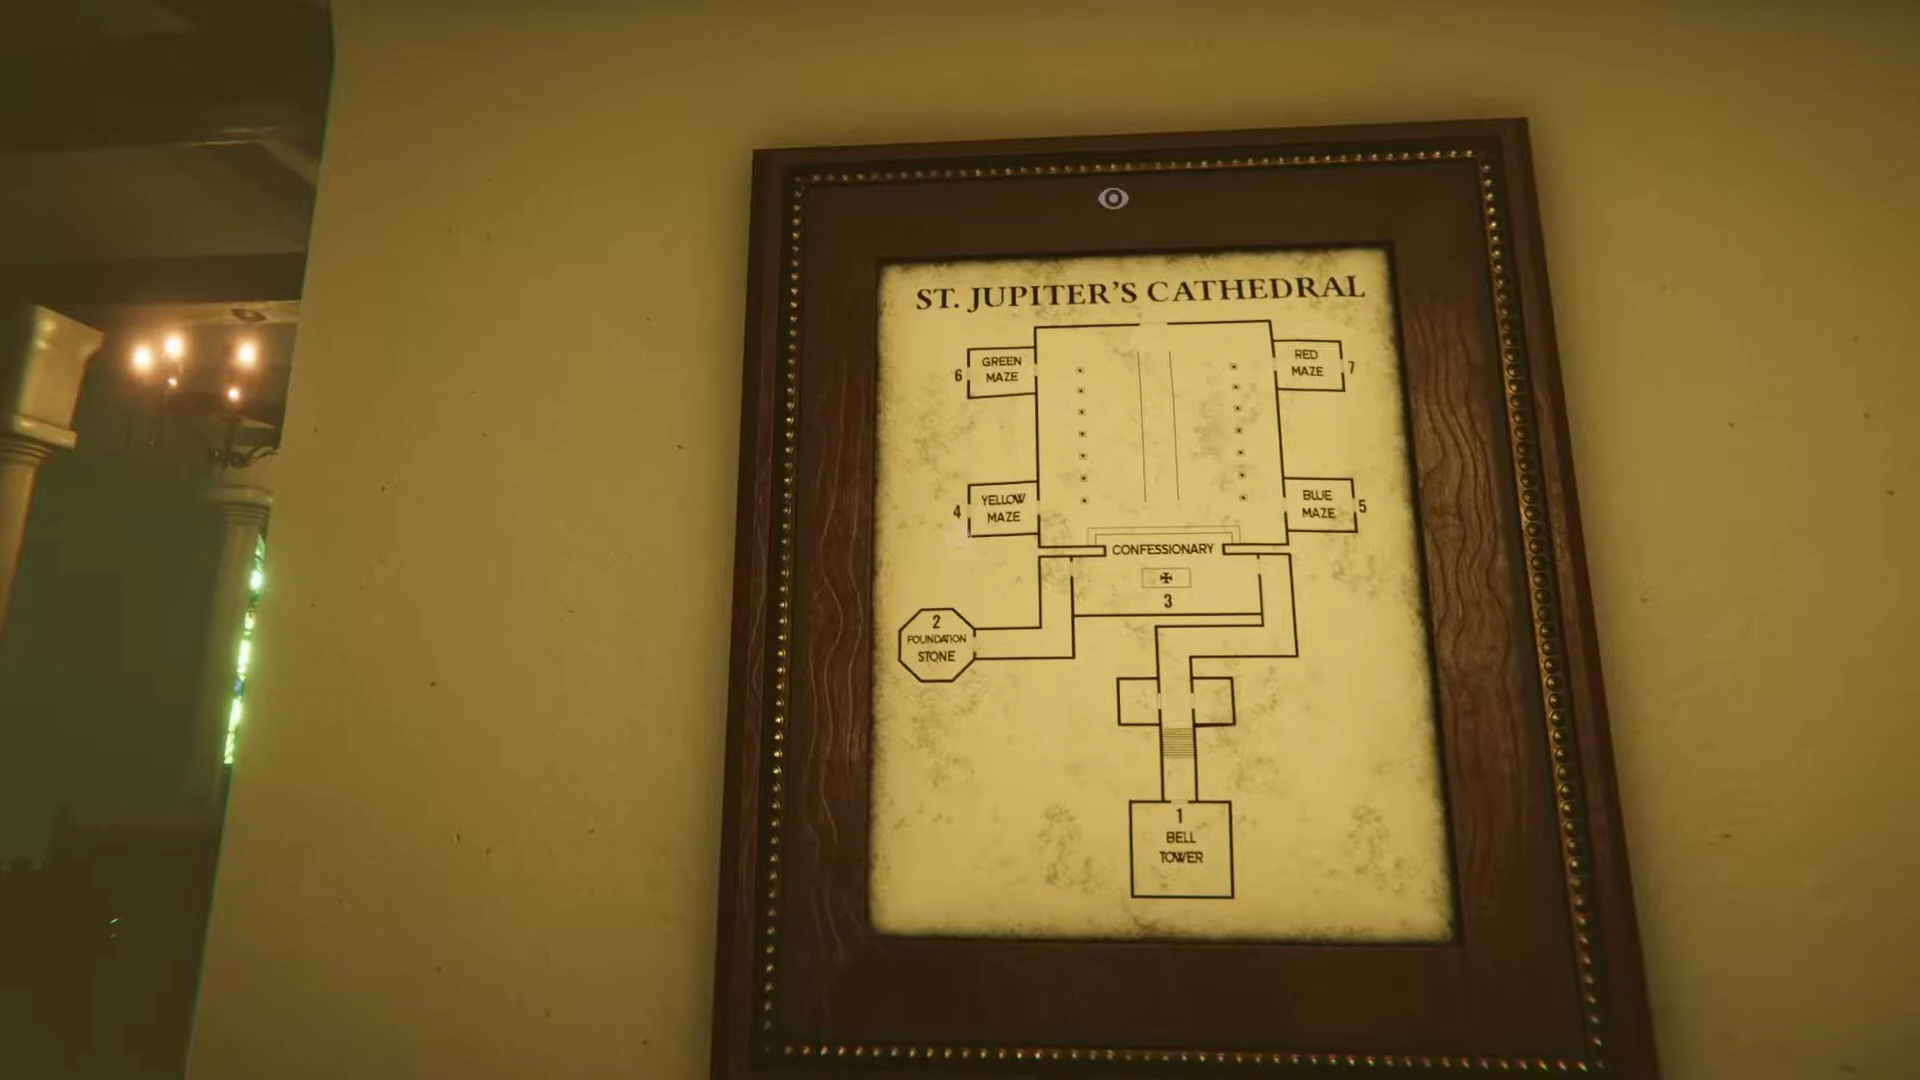 ST. JUPITER'S CATHEDRAL
GREEN
MAZE
6
RED
MAZE
7
YELLOW
MAZE
4
BLUE
MAZE
5
CONFESSIONARY
3
2
FOUNDATION
STONE
1
BELL
TOWER